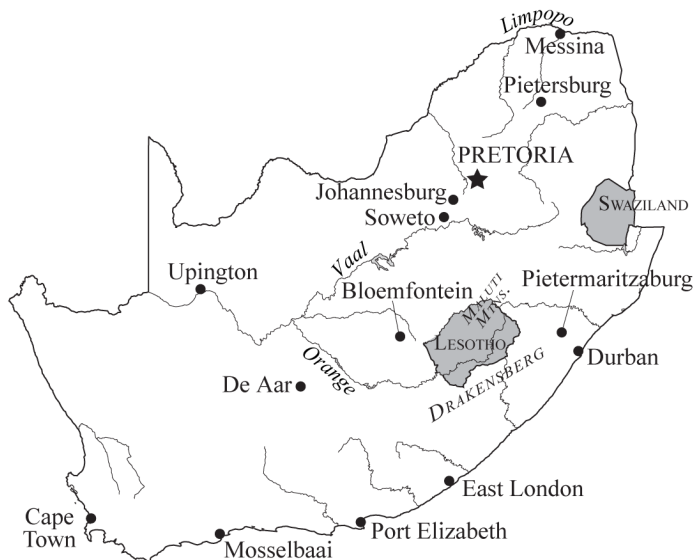 Limpopo
Messina
Pietersburg
PRETORIA
Johannesburg
SWAZILAND
Soweto
Vaal
Upington
Bloemfontein
MALUTI
MTNS.
Pietermaritzaburg
LESOTHO
Orange
DRAKENSBERG
Durban
De Aar
East London
Cape
Town
Port Elizabeth
Mosselbaai